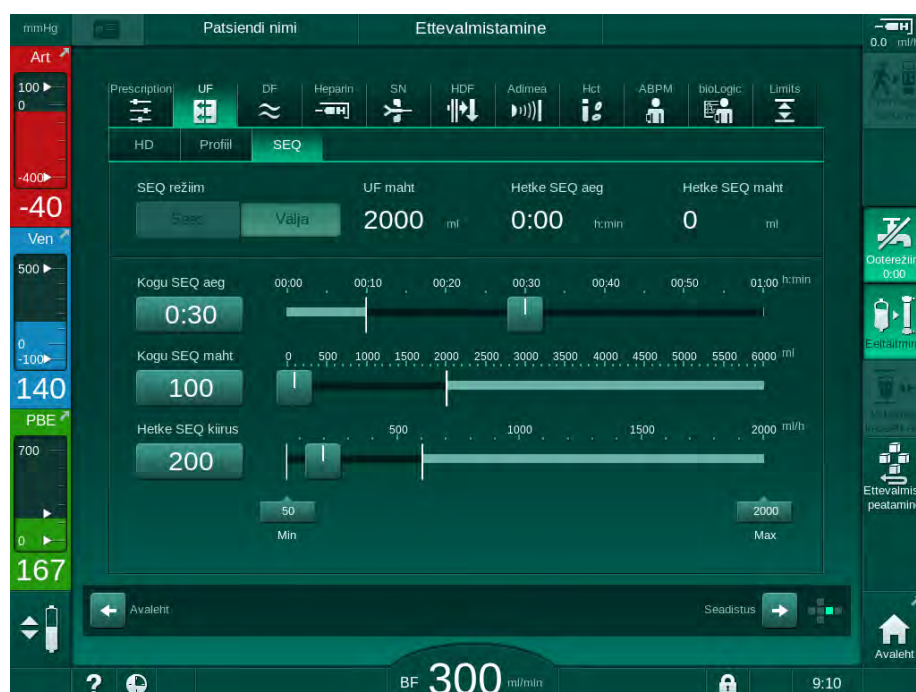 mmHg
Patsiendi nimi
Ettevalmistamine
0.0 ml/h
Art
100
0
-400
-40
Ven
500
0
-100
140
PBE
700
0
167
Prescription UF DF Heparin SN HDF Adimea Hct ABPM bioLogic Limits
HD Profiil SEQ
SEQ režiim UF maht Hetke SEQ aeg Hetke SEQ maht
Sees Välja 2000 ml 0:00 h:min 0 ml
Kogu SEQ aeg 00:00 00:10 00:20 00:30 00:40 00:50 01:00 h:min
0:30
Kogu SEQ maht 0 500 1000 1500 2000 2500 3000 3500 4000 4500 5000 5500 6000 ml
100
Hetke SEQ kiirus 500 1000 1500 2000 ml/h
200
50 2000
Min Max
Avaleht Seadistus
Ooterežiim
0:00
Eeltäitmine
Ettevalmis
peatamine
Avaleht
? BF 300 ml/min 9:10